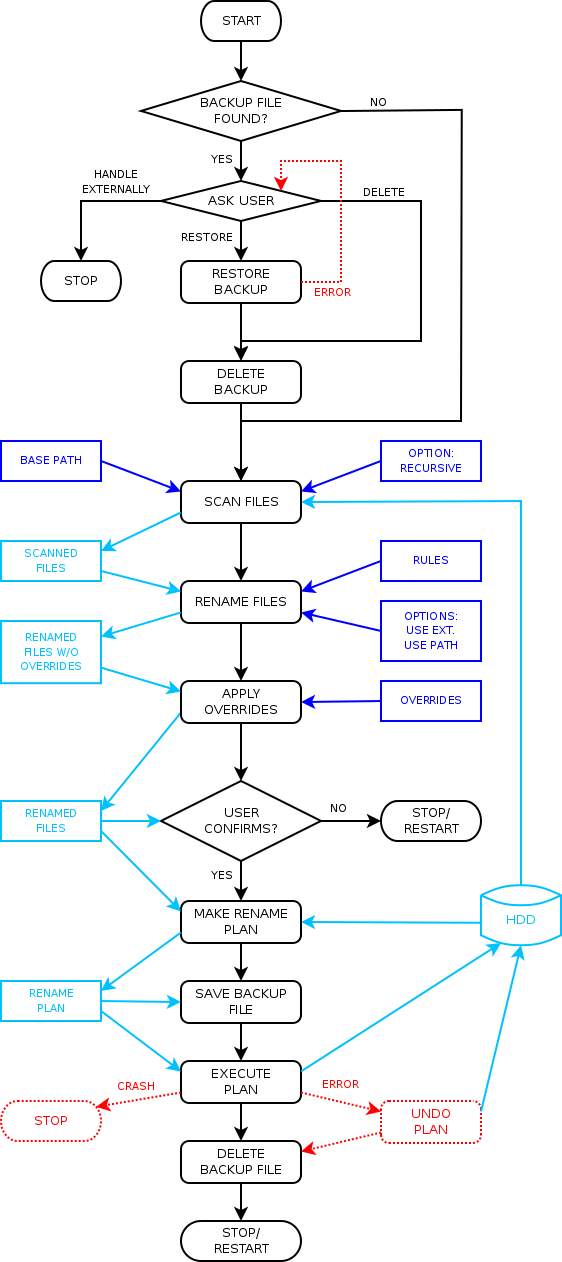 START
BACKUP FILE
FOUND?
NO
YES
HANDLE
EXTERNALLY
ASK USER
DELETE
RESTORE
STOP
RESTORE
BACKUP
ERROR
DELETE
BACKUP
BASE PATH
OPTION:
RECURSIVE
SCAN FILES
SCANNED
FILES
RULES
RENAME FILES
OPTIONS:
USE EXT.
USE PATH
RENAMED
FILES W/O
OVERRIDES
APPLY
OVERRIDES
OVERRIDES
RENAMED
FILES
USER
CONFIRMS?
NO
STOP/
RESTART
YES
MAKE RENAME
PLAN
HDD
RENAME
PLAN
SAVE BACKUP
FILE
EXECUTE
PLAN
CRASH
ERROR
STOP
UNDO
PLAN
DELETE
BACKUP FILE
STOP/
RESTART